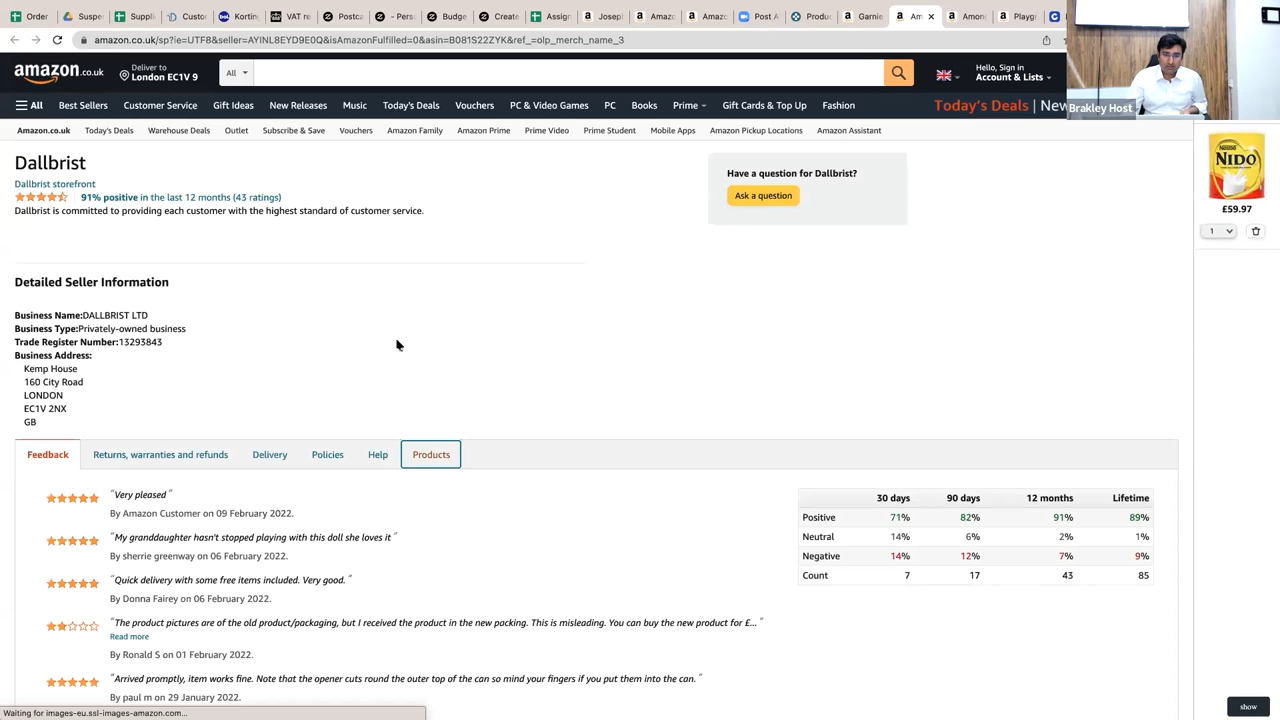 Order
Suppli
Custo
Korting
VAT re
Postca
- Perso
Budge
Create
Assign
Joseph
Amazo
Amazo
Post A
Produc
Garnie
Am
Among
Playgr
amazon.co.uk/sp?ie=UTF8&seller=AYINL8EYD9E0Q&isAmazonFulfilled=0&asin=B081S22ZYK&ref_=olp_merch_name_3
amazon.co.uk
Deliver to
London EC1V 9
All
Hello, Sign in
Account & Lists
All Best Sellers Customer Service Gift Ideas New Releases Music Today's Deals Vouchers PC & Video Games PC Books Prime Gift Cards & Top Up Fashion
Today's Deals | New
Brakley Host
Amazon.co.uk Today's Deals Warehouse Deals Outlet Subscribe & Save Vouchers Amazon Family Amazon Prime Prime Video Prime Student Mobile Apps Amazon Pickup Locations Amazon Assistant
Dallbrist
Dallbrist storefront
91% positive in the last 12 months (43 ratings)
Dallbrist is committed to providing each customer with the highest standard of customer service.
Have a question for Dallbrist?
Ask a question
Nestle
NIDO
£59.97
1
Detailed Seller Information
Business Name:DALLBRIST LTD
Business Type:Privately-owned business
Trade Register Number:13293843
Business Address:
Kemp House
160 City Road
LONDON
EC1V 2NX
GB
Feedback Returns, warranties and refunds Delivery Policies Help Products
“Very pleased ”
By Amazon Customer on 09 February 2022.
“My granddaughter hasn't stopped playing with this doll she loves it ”
By sherrie greenway on 06 February 2022.
“Quick delivery with some free items included. Very good. ”
By Donna Fairey on 06 February 2022.
“The product pictures are of the old product/packaging, but I received the product in the new packing. This is misleading. You can buy the new product for £... ”
Read more
By Ronald S on 01 February 2022.
“Arrived promptly, item works fine. Note that the opener cuts round the outer top of the can so mind your fingers if you put them into the can. ”
By paul m on 29 January 2022.
30 days 90 days 12 months Lifetime
Positive 71% 82% 91% 89%
Neutral 14% 6% 2% 1%
Negative 14% 12% 7% 9%
Count 7 17 43 85
Waiting for images-eu.ssl-images-amazon.com...
show